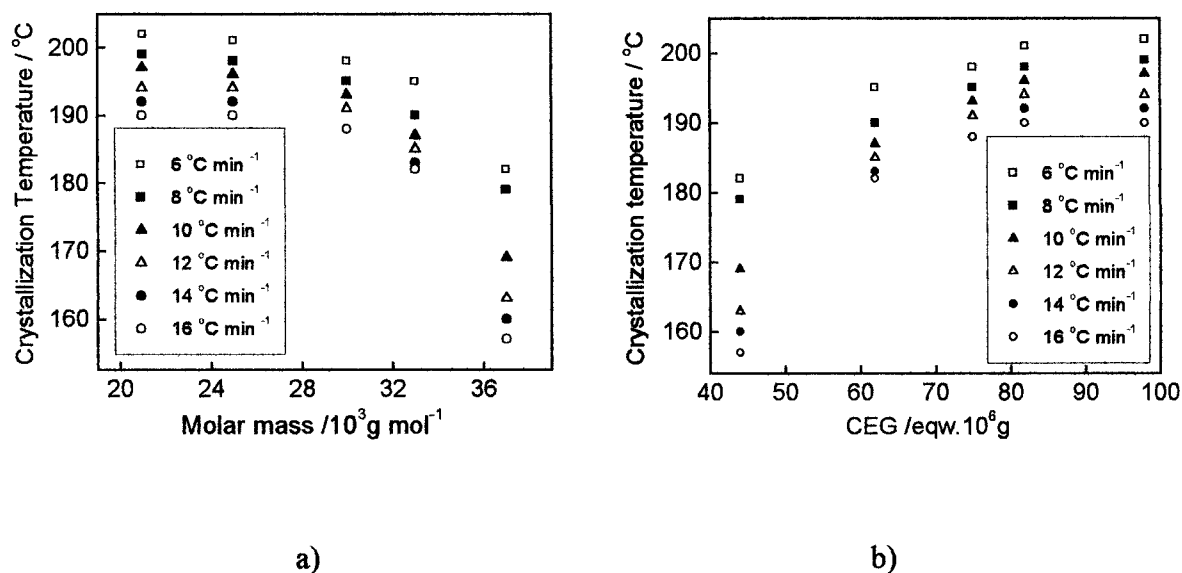 Crystallization Temperature / °C
200
190
180
170
160
6 °C min⁻¹
8 °C min⁻¹
10 °C min⁻¹
12 °C min⁻¹
14 °C min⁻¹
16 °C min⁻¹
20 24 28 32 36
Molar mass /10³g mol⁻¹
a)
Crystallization temperature / °C
200
190
180
170
160
6 °C min⁻¹
8 °C min⁻¹
10 °C min⁻¹
12 °C min⁻¹
14 °C min⁻¹
16 °C min⁻¹
40 50 60 70 80 90 100
CEG /eqw.10⁶g
b)